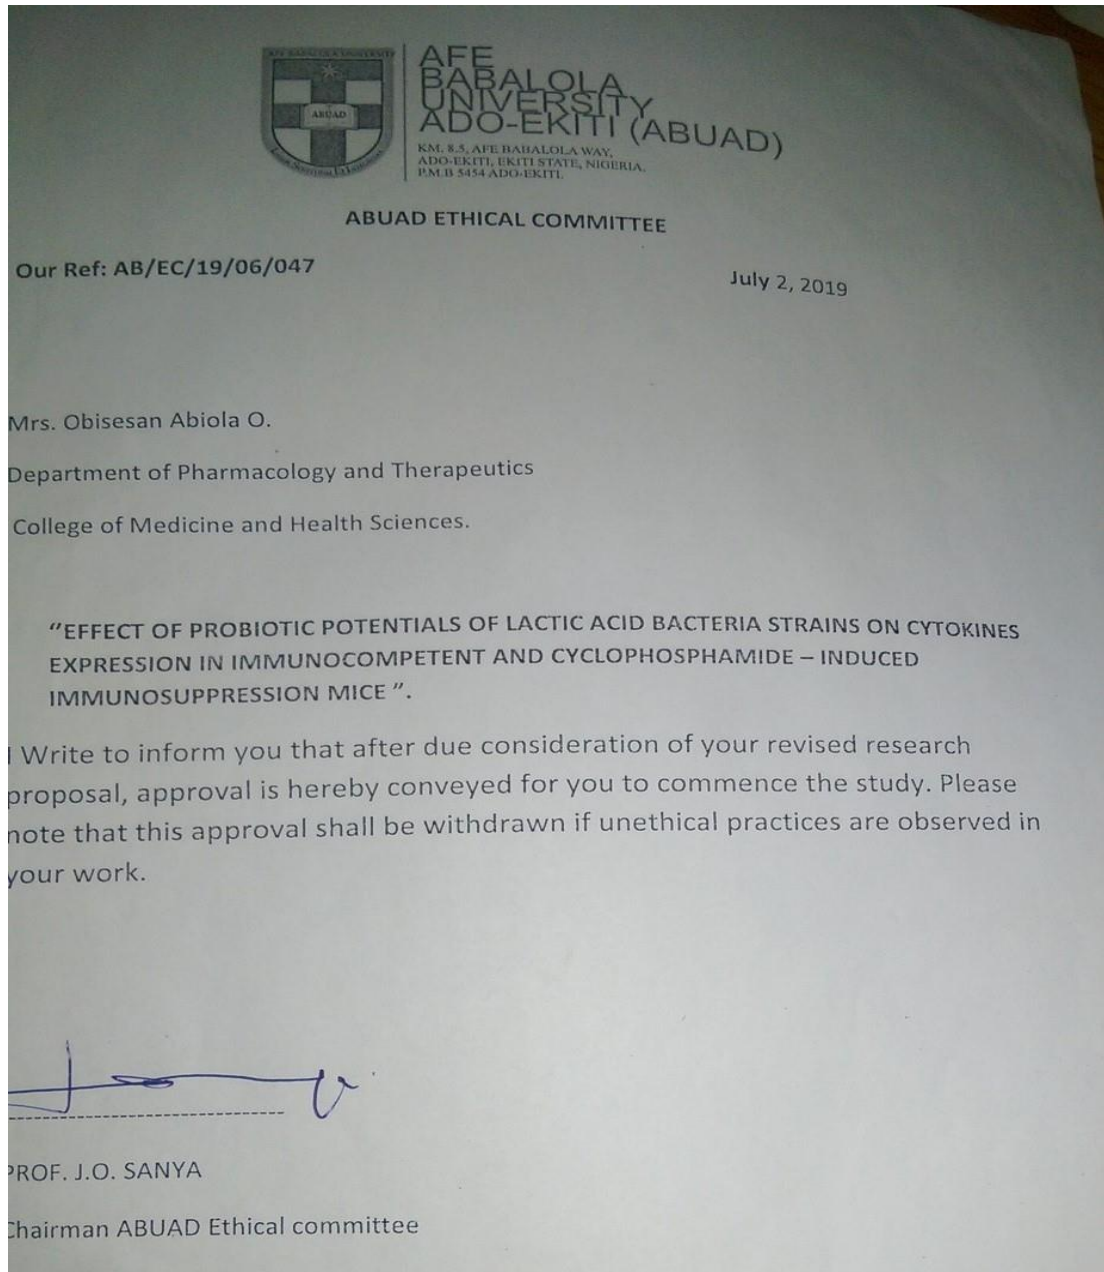 AFE BABALOLA UNIVERSITY
ABUAD
AFE
BABALOLA
UNIVERSITY
ADO-EKITI (ABUAD)
KM. 8.5, AFE BABALOLA WAY,
ADO-EKITI, EKITI STATE, NIGERIA.
P.M.B 5454 ADO-EKITI.
ABUAD ETHICAL COMMITTEE
Our Ref: AB/EC/19/06/047
July 2, 2019
Mrs. Obisesan Abiola O.
Department of Pharmacology and Therapeutics
College of Medicine and Health Sciences.
"EFFECT OF PROBIOTIC POTENTIALS OF LACTIC ACID BACTERIA STRAINS ON CYTOKINES
EXPRESSION IN IMMUNOCOMPETENT AND CYCLOPHOSPHAMIDE – INDUCED
IMMUNOSUPPRESSION MICE ".
I Write to inform you that after due consideration of your revised research
proposal, approval is hereby conveyed for you to commence the study. Please
note that this approval shall be withdrawn if unethical practices are observed in
your work.
PROF. J.O. SANYA
Chairman ABUAD Ethical committee